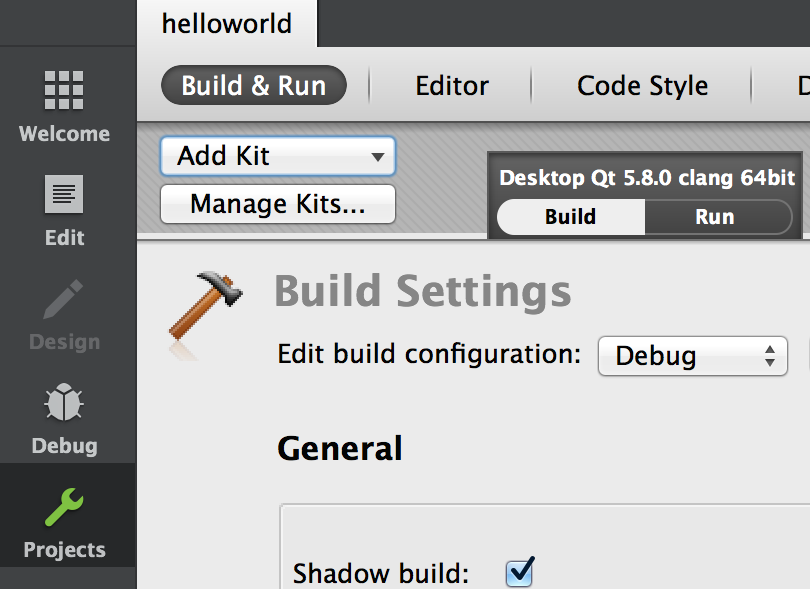 helloworld
Build & Run
Editor
Code Style
Welcome
Add Kit
Manage Kits...
Desktop Qt 5.8.0 clang 64bit
Build
Run
Edit
Build Settings
Design
Edit build configuration:
Debug
Debug
General
Projects
Shadow build: